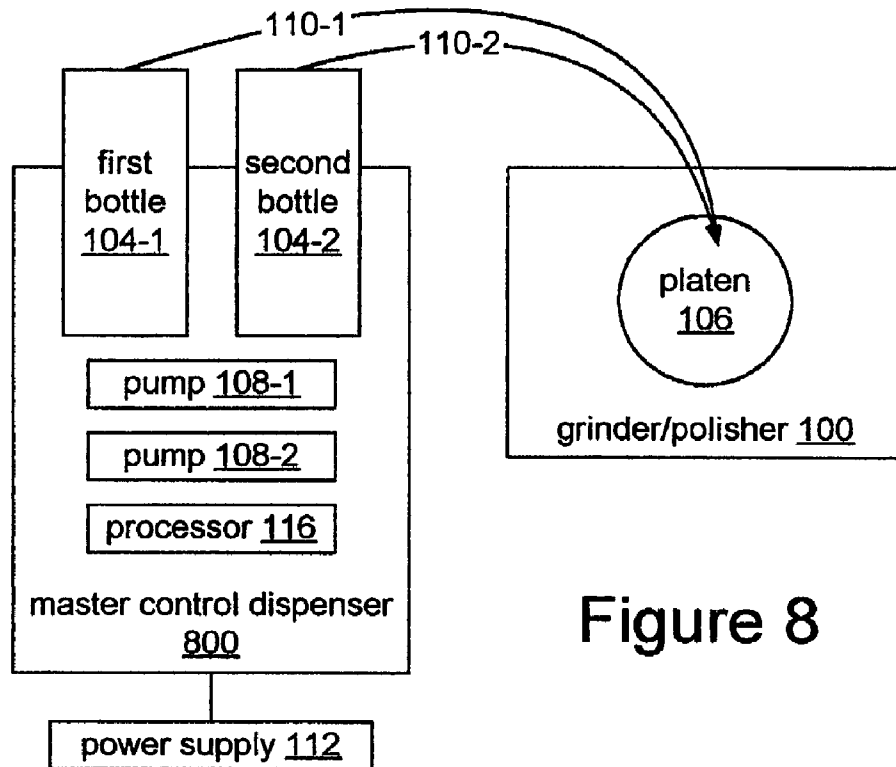 110-1
110-2
first
bottle
104-1
second
bottle
104-2
platen
106
pump 108-1
pump 108-2
processor 116
grinder/polisher 100
master control dispenser
800
power supply 112
Figure 8